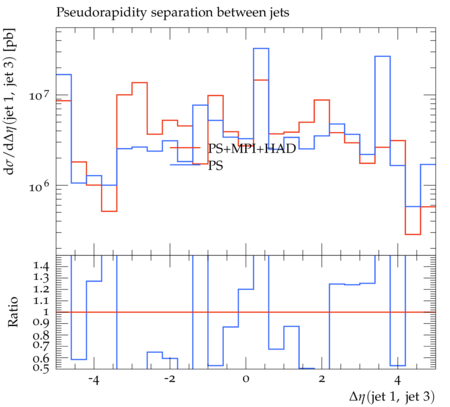 Pseudorapidity separation between jets
dσ/dΔη(jet 1, jet 3) [pb]
10⁷
10⁶
PS+MPI+HAD
PS
Ratio
1.4
1.3
1.2
1.1
1
0.9
0.8
0.7
0.6
0.5
-4 -2 0 2 4
Δη(jet 1, jet 3)